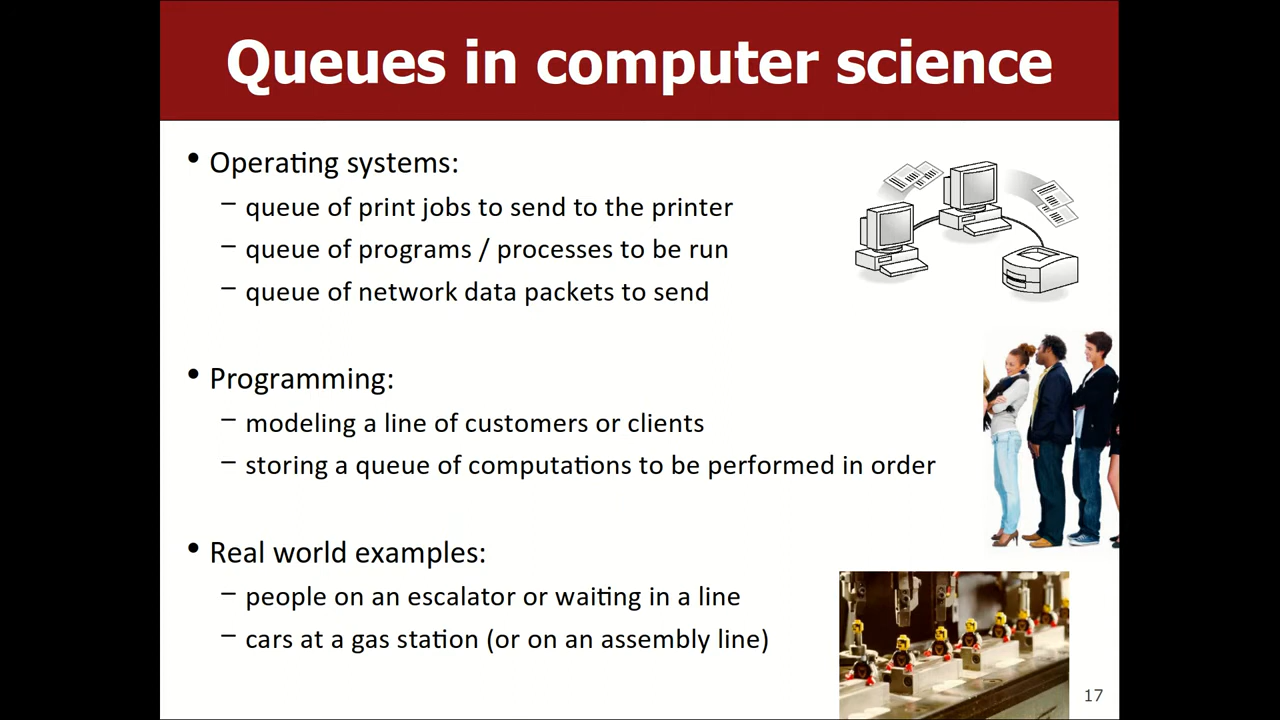 Queues in computer science
• Operating systems:
– queue of print jobs to send to the printer
– queue of programs / processes to be run
– queue of network data packets to send
• Programming:
– modeling a line of customers or clients
– storing a queue of computations to be performed in order
• Real world examples:
– people on an escalator or waiting in a line
– cars at a gas station (or on an assembly line)
17